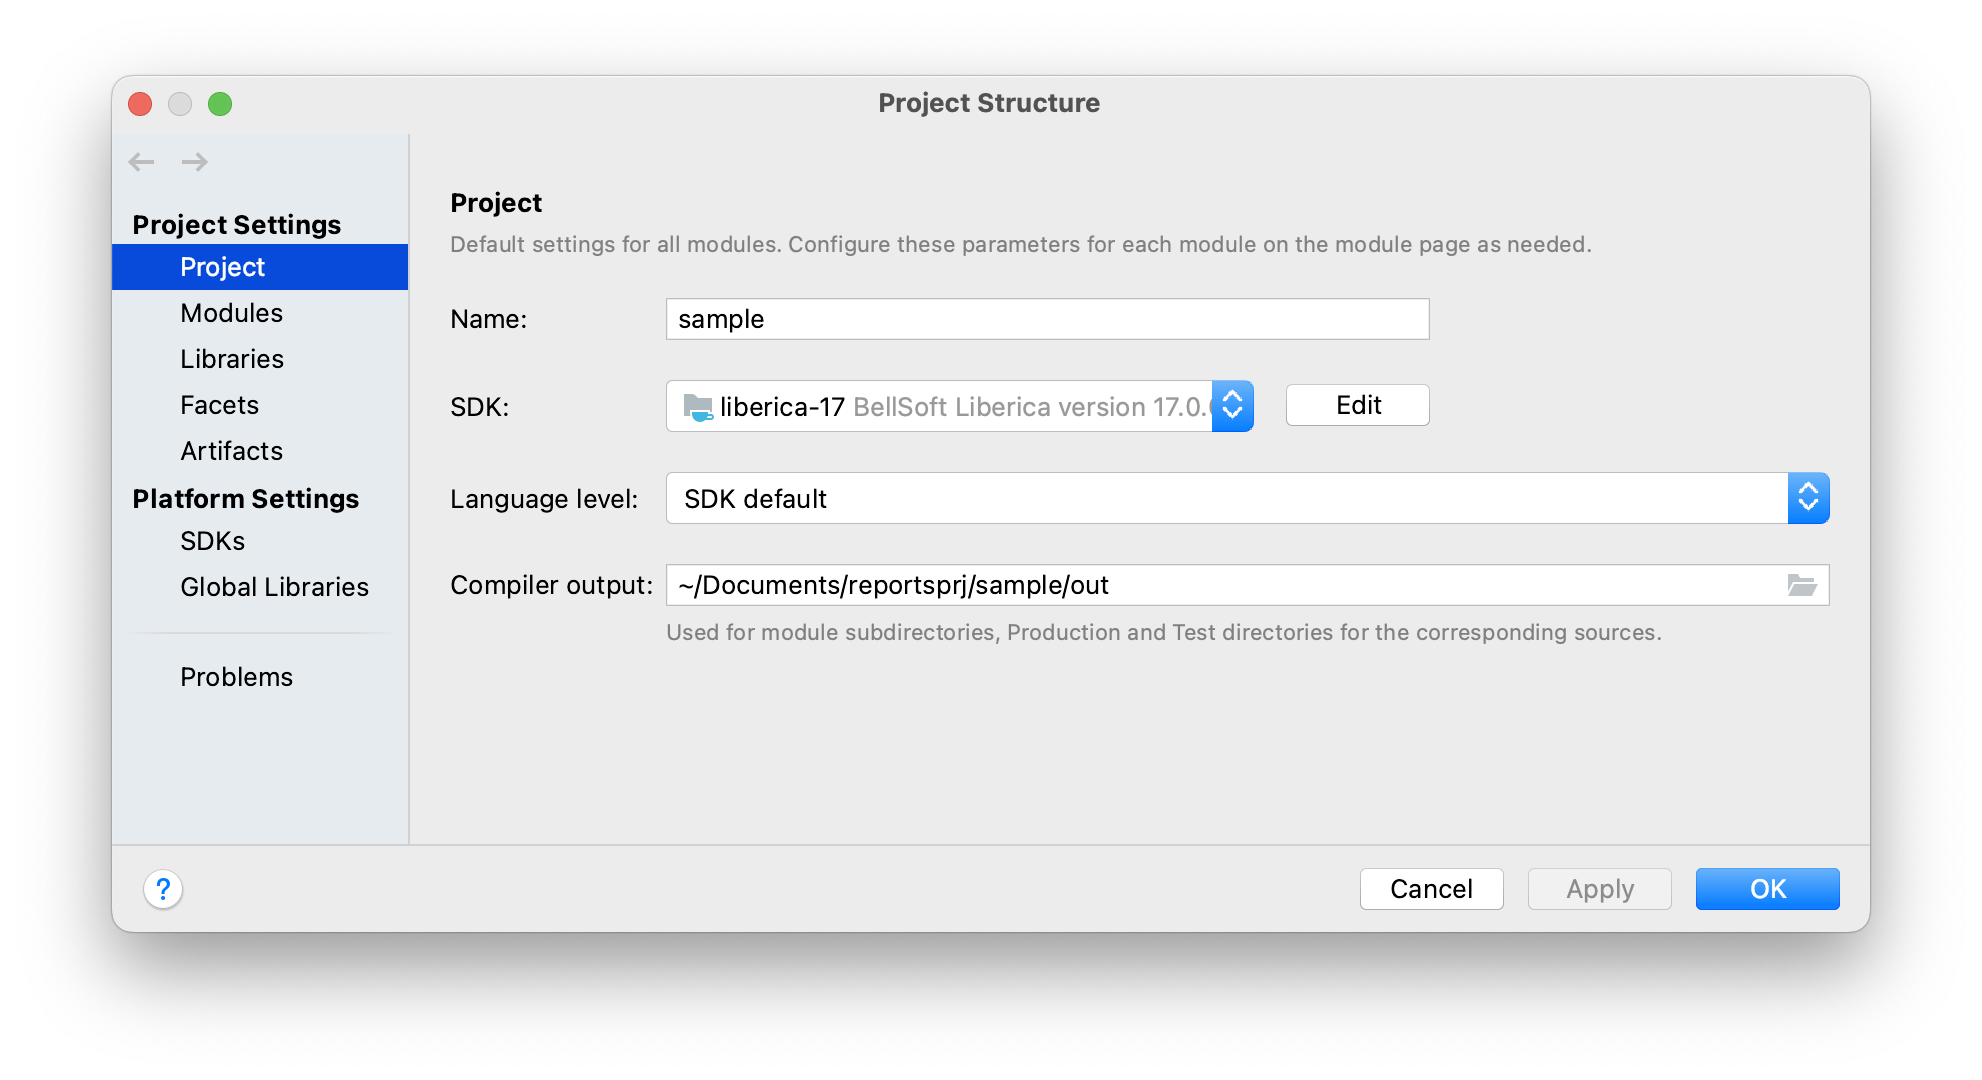 Project Structure
Project Settings
Project
Modules
Libraries
Facets
Artifacts
Platform Settings
SDKs
Global Libraries
Problems
Project
Default settings for all modules. Configure these parameters for each module on the module page as needed.
Name: sample
SDK: liberica-17 BellSoft Liberica version 17.0. Edit
Language level: SDK default
Compiler output: ~/Documents/reportsprj/sample/out
Used for module subdirectories, Production and Test directories for the corresponding sources.
? Cancel Apply OK